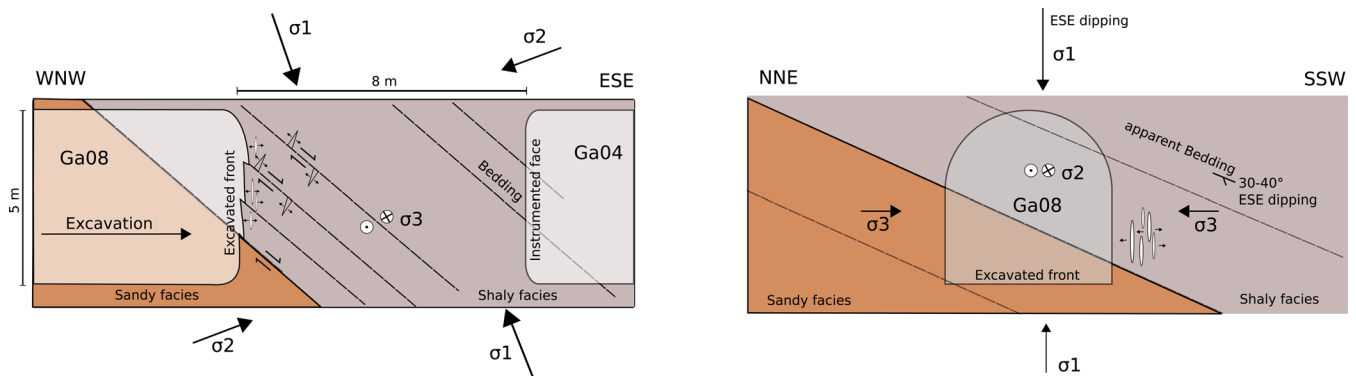 σ1
σ2
WNW
8 m
ESE
Ga08
Ga04
5 m
Excavation
Excavated front
Bedding
Instrumented face
σ3
Sandy facies
Shaly facies
σ2
σ1
ESE dipping
σ1
NNE
SSW
apparent Bedding
30-40°
ESE dipping
σ2
Ga08
σ3
σ3
Excavated front
Sandy facies
Shaly facies
σ1